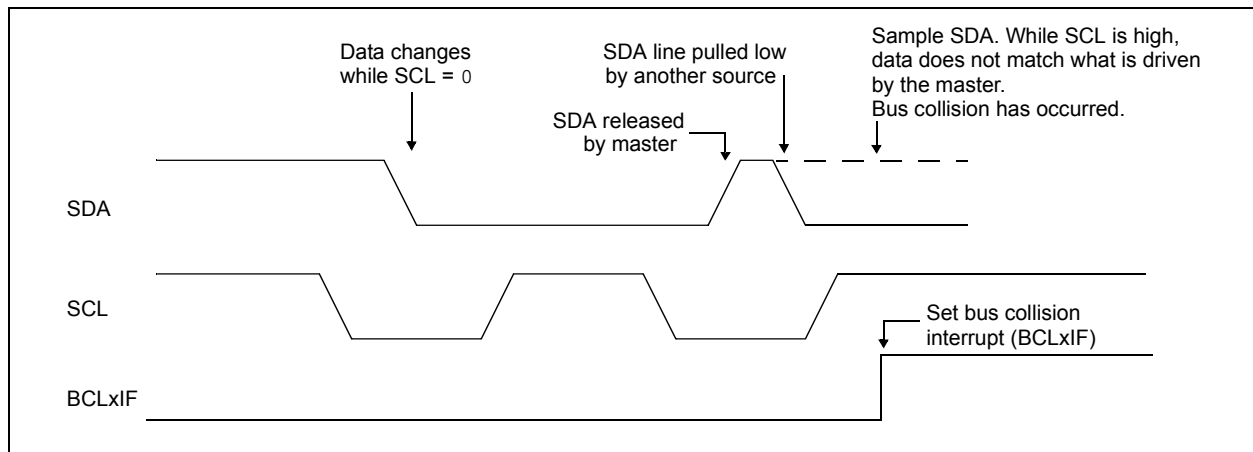 Data changes
while SCL = 0
SDA line pulled low
by another source
Sample SDA. While SCL is high,
data does not match what is driven
by the master.
Bus collision has occurred.
SDA released
by master
SDA
SCL
Set bus collision
interrupt (BCLxIF)
BCLxIF